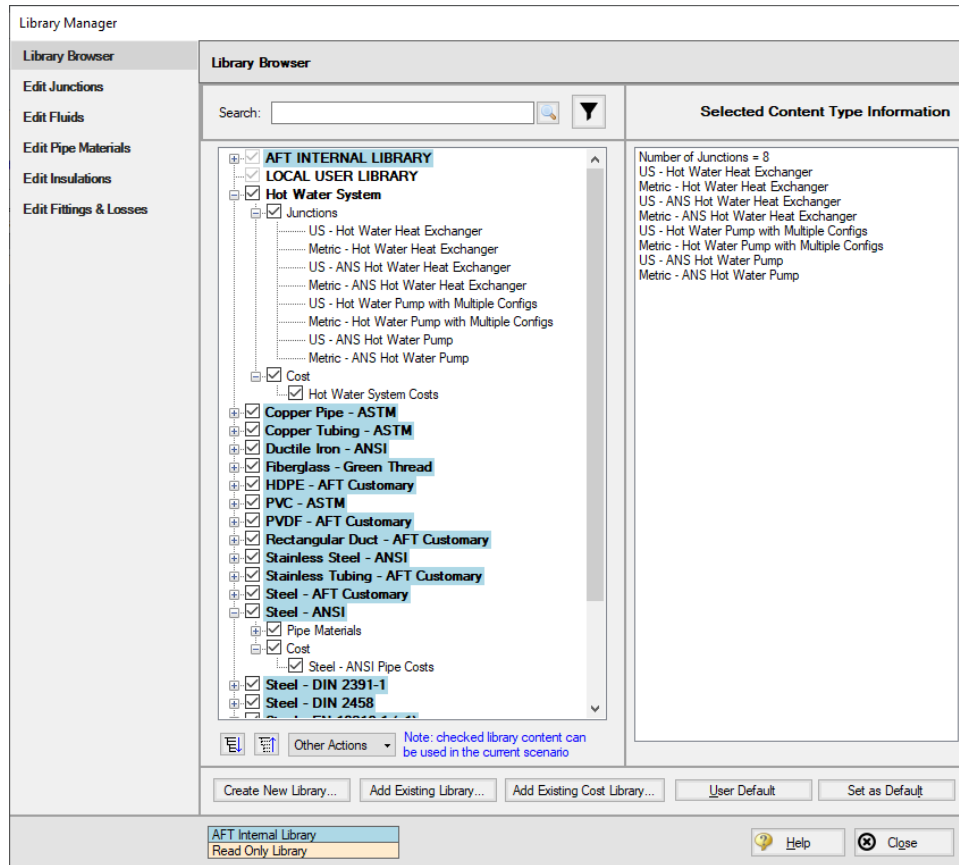 Library Manager
Library Browser
Edit Junctions
Edit Fluids
Edit Pipe Materials
Edit Insulations
Edit Fittings & Losses
Library Browser
Search:
AFT INTERNAL LIBRARY
LOCAL USER LIBRARY
Hot Water System
Junctions
US - Hot Water Heat Exchanger
Metric - Hot Water Heat Exchanger
US - ANS Hot Water Heat Exchanger
Metric - ANS Hot Water Heat Exchanger
US - Hot Water Pump with Multiple Configs
Metric - Hot Water Pump with Multiple Configs
US - ANS Hot Water Pump
Metric - ANS Hot Water Pump
Cost
Hot Water System Costs
Copper Pipe - ASTM
Copper Tubing - ASTM
Ductile Iron - ANSI
Fiberglass - Green Thread
HDPE - AFT Customary
PVC - ASTM
PVDF - AFT Customary
Rectangular Duct - AFT Customary
Stainless Steel - ANSI
Stainless Tubing - AFT Customary
Steel - AFT Customary
Steel - ANSI
Pipe Materials
Cost
Steel - ANSI Pipe Costs
Steel - DIN 2391-1
Steel - DIN 2458
Other Actions
Note: checked library content can
be used in the current scenario
Selected Content Type Information
Number of Junctions = 8
US - Hot Water Heat Exchanger
Metric - Hot Water Heat Exchanger
US - ANS Hot Water Heat Exchanger
Metric - ANS Hot Water Heat Exchanger
US - Hot Water Pump with Multiple Configs
Metric - Hot Water Pump with Multiple Configs
US - ANS Hot Water Pump
Metric - ANS Hot Water Pump
Create New Library...
Add Existing Library...
Add Existing Cost Library...
User Default
Set as Default
AFT Internal Library
Read Only Library
Help
Close